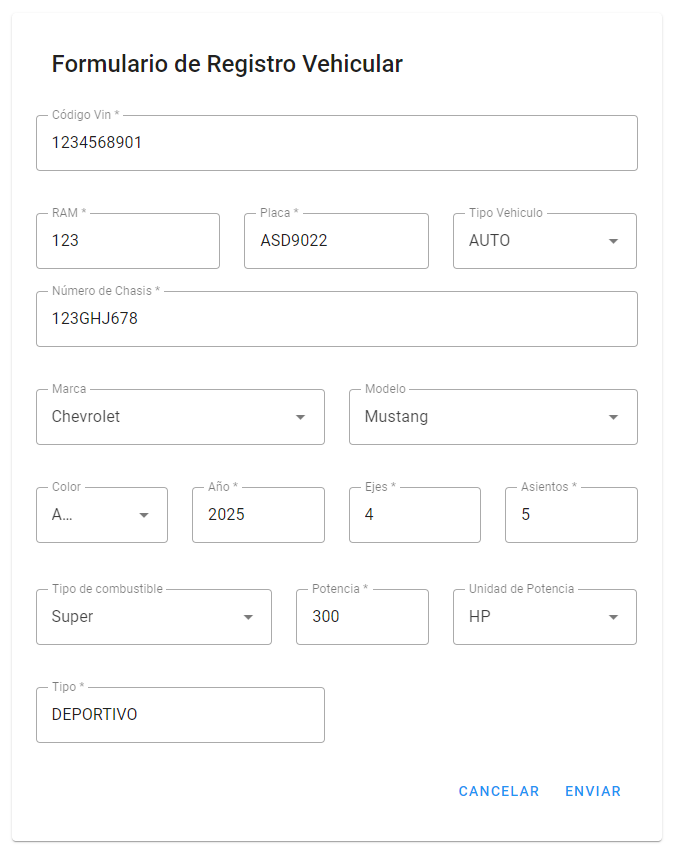 Formulario de Registro Vehicular
Código Vin *
1234568901
RAM * Placa * Tipo Vehiculo
123 ASD9022 AUTO
Número de Chasis *
123GHJ678
Marca Modelo
Chevrolet Mustang
Color Año * Ejes * Asientos *
A... 2025 4 5
Tipo de combustible Potencia * Unidad de Potencia
Super 300 HP
Tipo *
DEPORTIVO
CANCELAR ENVIAR